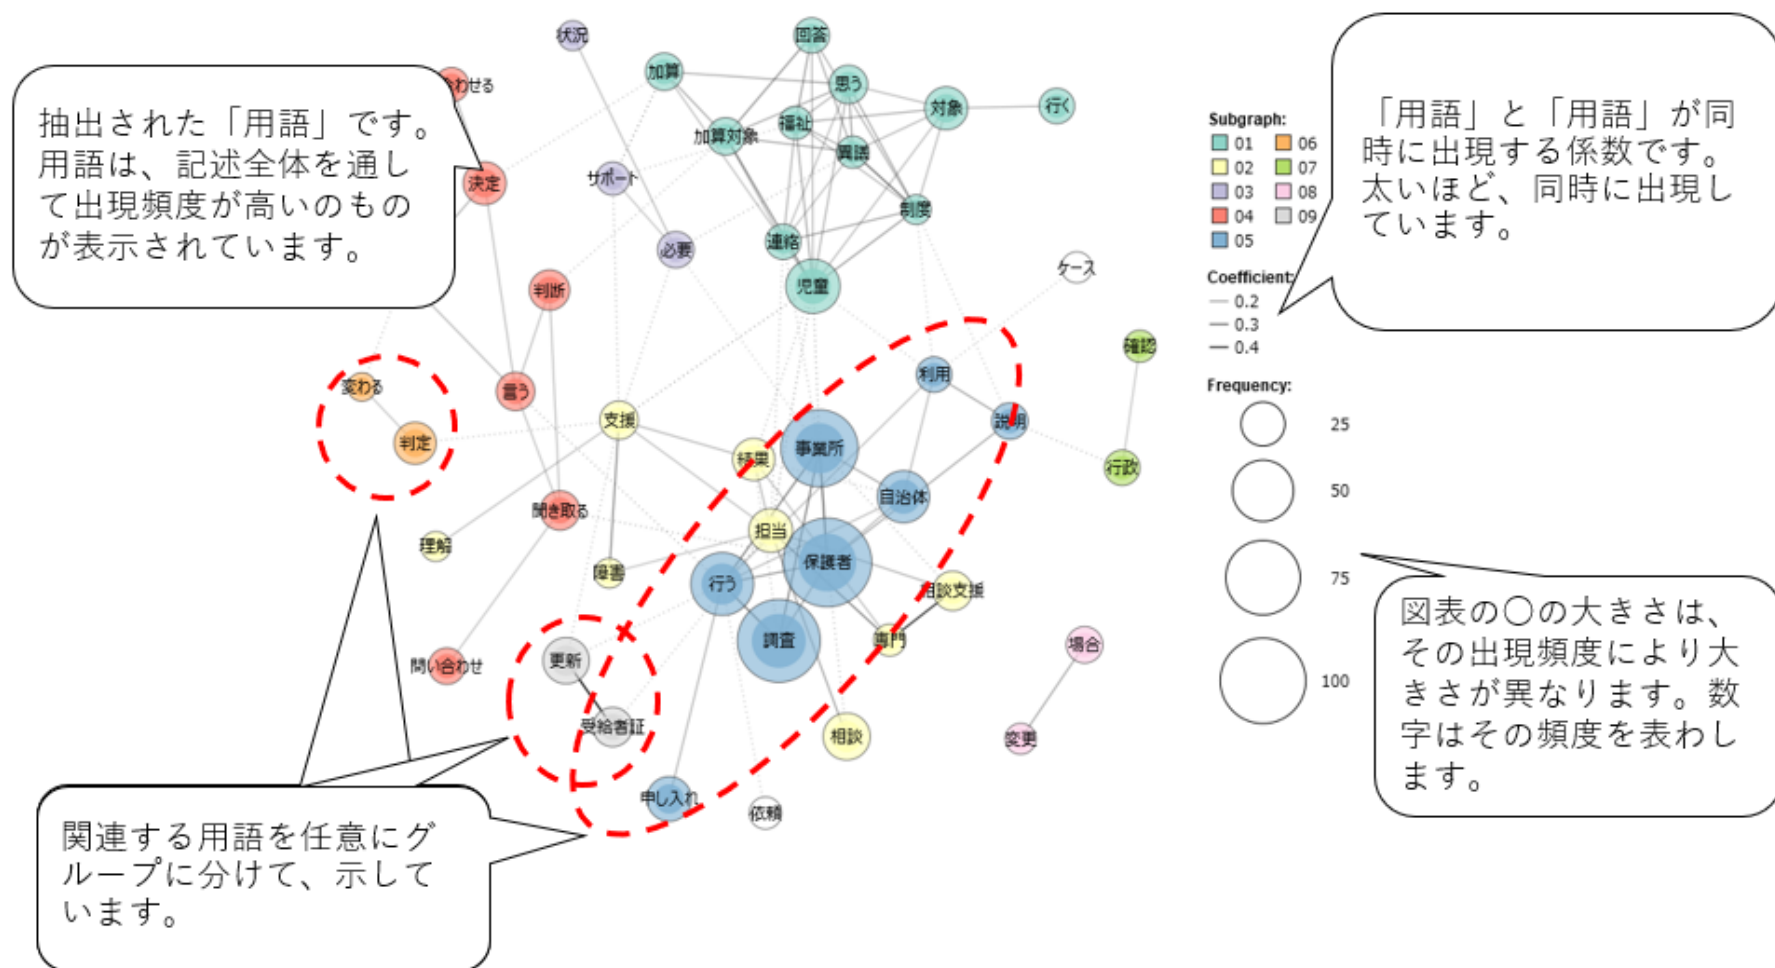 抽出された「用語」です。
用語は、記述全体を通し
て出現頻度が高いのもの
が表示されています。
「用語」と「用語」が同
時に出現する係数です。
太いほど、同時に出現し
ています。
図表の〇の大きさは、
その出現頻度により大
きさが異なります。数
字はその頻度を表わし
ます。
関連する用語を任意にグ
ループに分けて、示して
います。
状況
回答
加算
思う
わせる
対象
行く
福祉
加算対象
異議
サポート
決定
制度
連絡
必要
ケース
児童
判断
確認
利用
変わる
言う
支援
説明
判定
事業所
結果
行政
自治体
聞き取る
担当
理解
保護者
障害
行う
相談支援
調査
専門
場合
更新
問い合わせ
受給者証
相談
変更
申し入れ
依頼
Subgraph:
01 06
02 07
03 08
04 09
05
Coefficient:
0.2
0.3
0.4
Frequency:
25
50
75
100